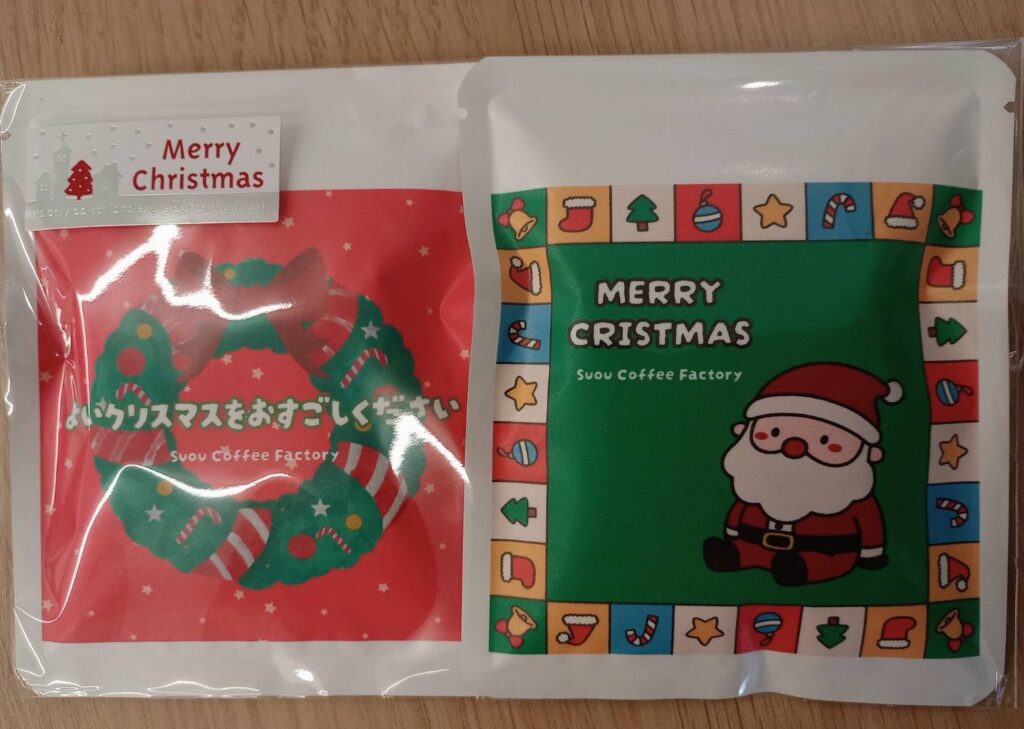 Merry
Christmas
よいクリスマスをおすごしください
Suou Coffee Factory
MERRY
CRISTMAS
Suou Coffee Factory